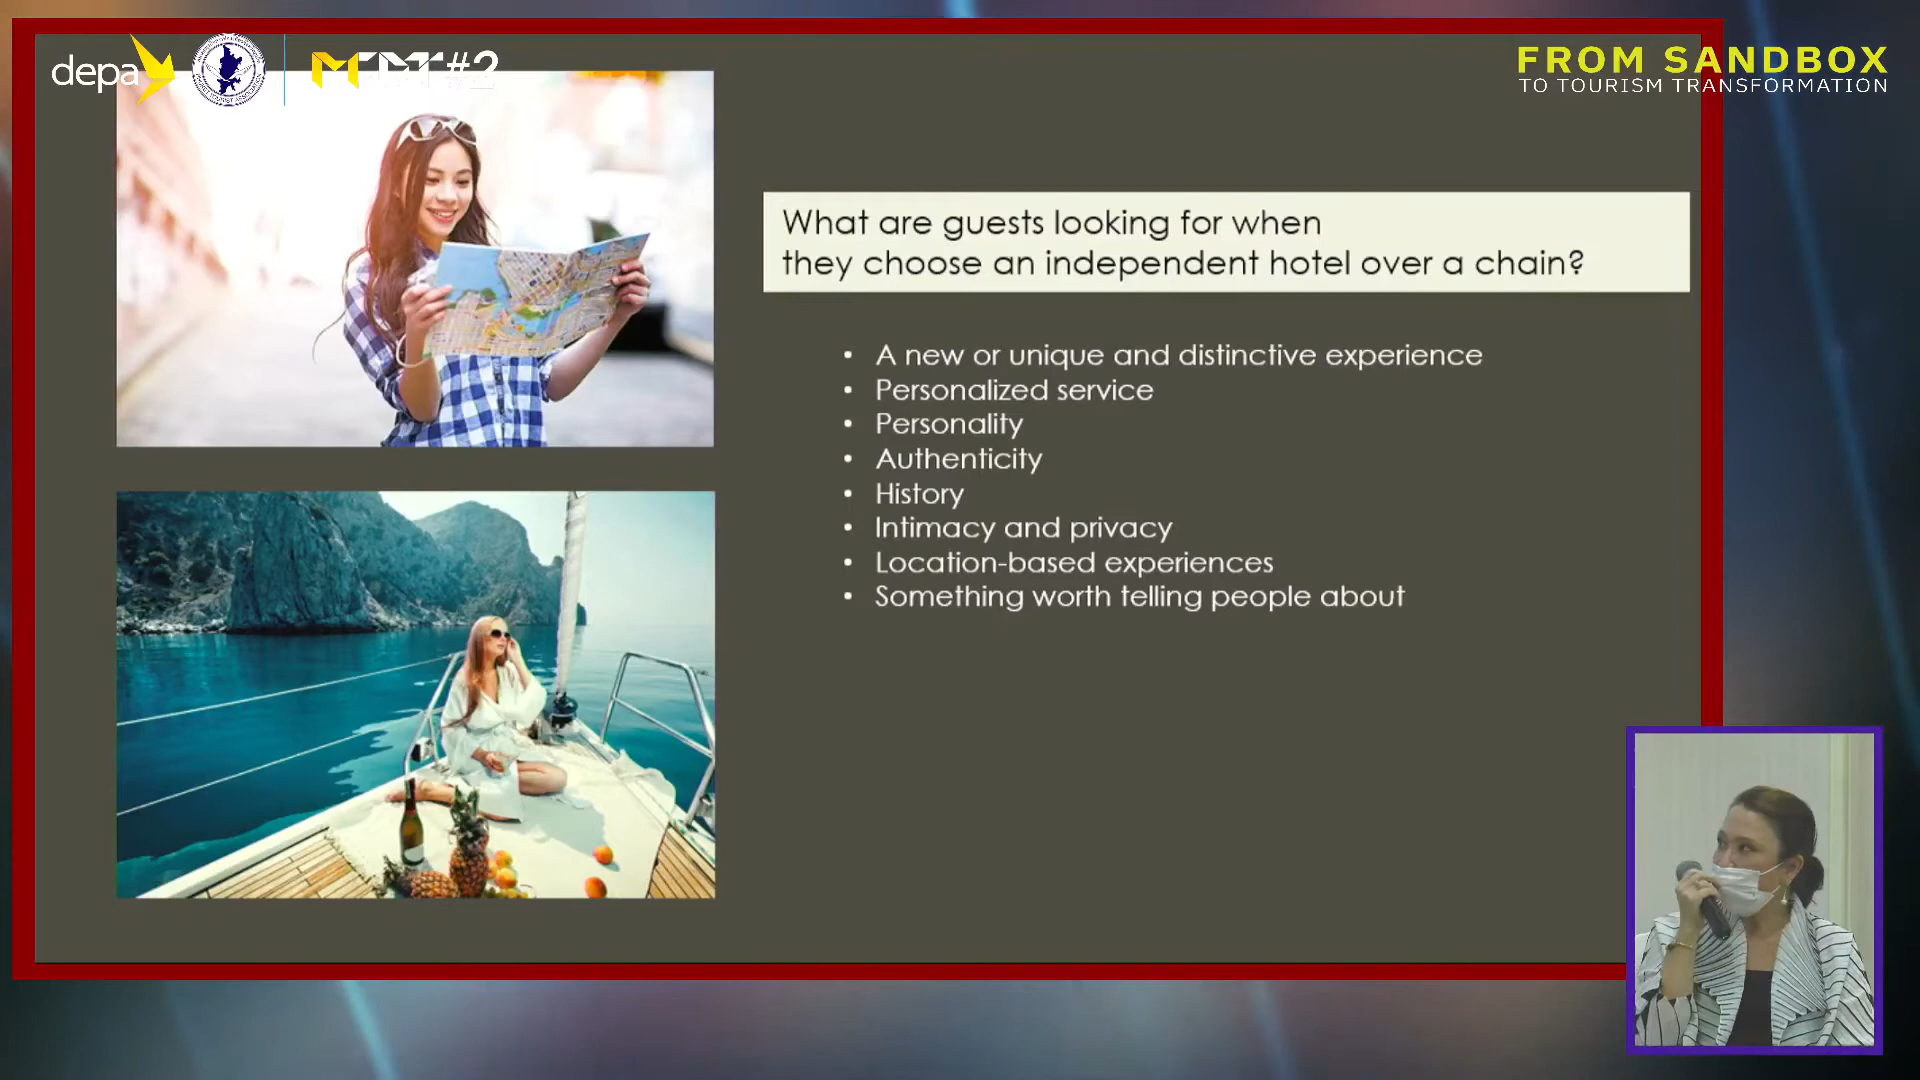 depa
#2
FROM SANDBOX
TO TOURISM TRANSFORMATION
What are guests looking for when
they choose an independent hotel over a chain?
• A new or unique and distinctive experience
• Personalized service
• Personality
• Authenticity
• History
• Intimacy and privacy
• Location-based experiences
• Something worth telling people about